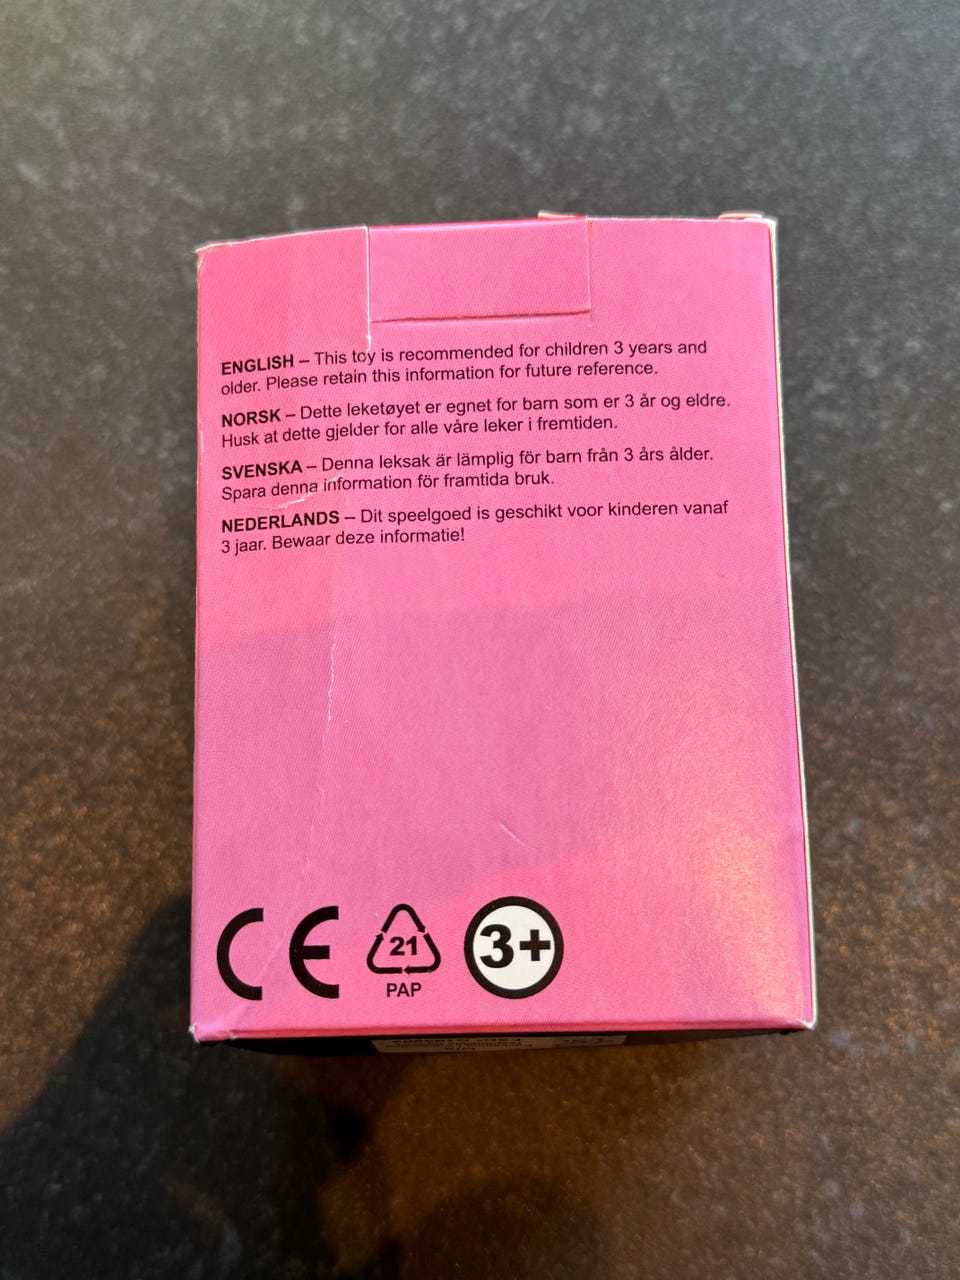 ENGLISH – This toy is recommended for children 3 years and
older. Please retain this information for future reference.
NORSK – Dette leketøyet er egnet for barn som er 3 år og eldre.
Husk at dette gjelder for alle våre leker i fremtiden.
SVENSKA – Denna leksak är lämplig för barn från 3 års ålder.
Spara denna information för framtida bruk.
NEDERLANDS – Dit speelgoed is geschikt voor kinderen vanaf
3 jaar. Bewaar deze informatie!
CE
21
PAP
3+